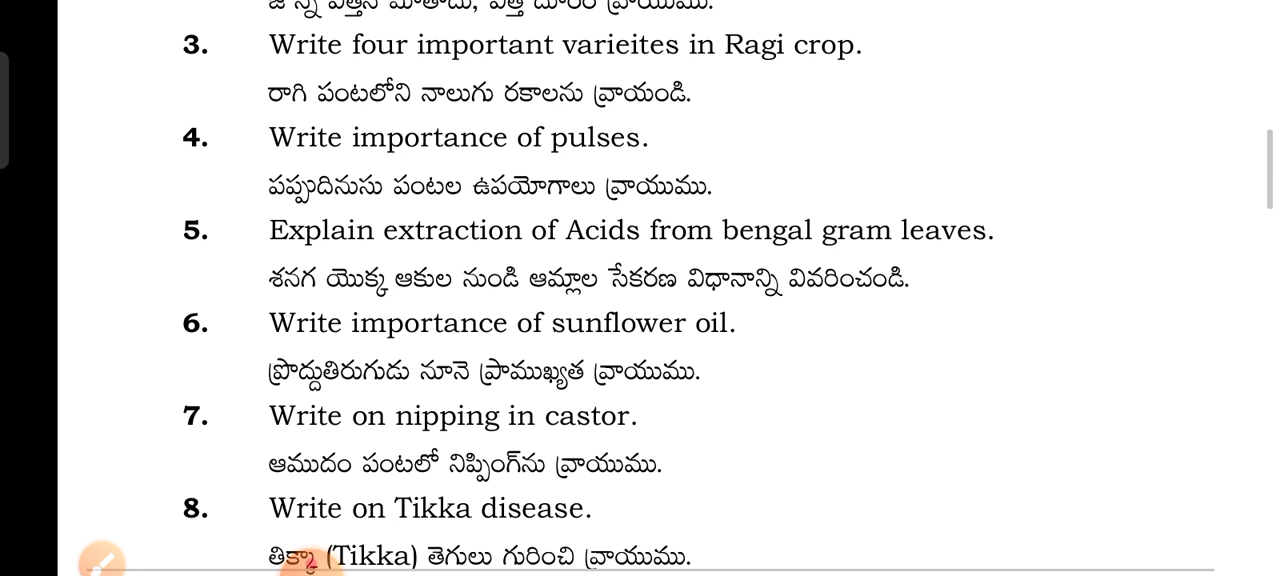 జొన్న విత్తన మోతాదు, విత్తే దూరం వ్రాయుము.
3. Write four important varieites in Ragi crop.
రాగి పంటలోని నాలుగు రకాలను వ్రాయండి.
4. Write importance of pulses.
పప్పుదినుసు పంటల ఉపయోగాలు వ్రాయుము.
5. Explain extraction of Acids from bengal gram leaves.
శనగ యొక్క ఆకుల నుండి ఆమ్లాల సేకరణ విధానాన్ని వివరించండి.
6. Write importance of sunflower oil.
ప్రొద్దుతిరుగుడు నూనె ప్రాముఖ్యత వ్రాయుము.
7. Write on nipping in castor.
ఆముదం పంటలో నిప్పింగ్‌ను వ్రాయుము.
8. Write on Tikka disease.
తిక్కా (Tikka) తెగులు గురించి వ్రాయుము.